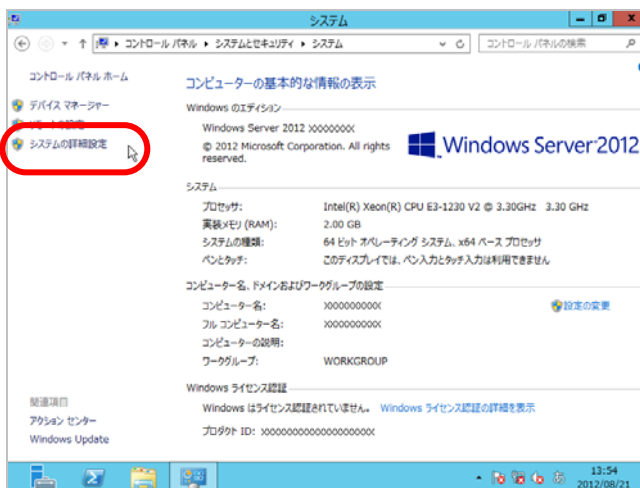 システム
コントロール パネル ▸ システムとセキュリティ ▸ システム
コントロール パネルの検索
コントロール パネル ホーム
デバイス マネージャー
システムの詳細設定
コンピューターの基本的な情報の表示
Windows のエディション
Windows Server 2012 XXXXXXXX
© 2012 Microsoft Corporation. All rights
reserved.
Windows Server 2012
システム
プロセッサ: Intel(R) Xeon(R) CPU E3-1230 V2 @ 3.30GHz 3.30 GHz
実装メモリ (RAM): 2.00 GB
システムの種類: 64 ビット オペレーティング システム、x64 ベース プロセッサ
ペンとタッチ: このディスプレイでは、ペン入力とタッチ入力は利用できません
コンピューター名、ドメインおよびワークグループの設定
コンピューター名: XXXXXXXXXX
設定の変更
フル コンピューター名: XXXXXXXXXX
コンピューターの説明:
ワークグループ: WORKGROUP
Windows ライセンス認証
Windows はライセンス認証されていません。 Windows ライセンス認証の詳細を表示
プロダクト ID: XXXXXXXXXXXXXXXXXXXX
関連項目
アクション センター
Windows Update
あ
13:54
2012/08/21